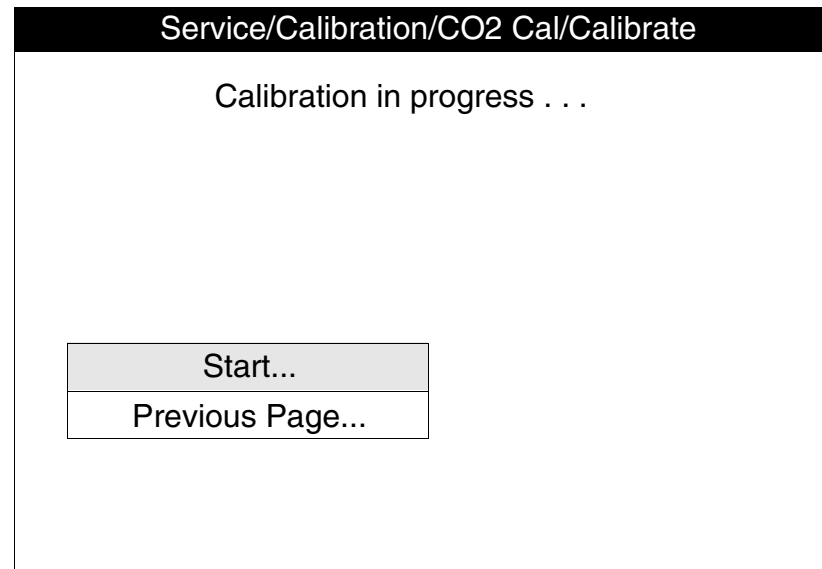 Service/Calibration/CO2 Cal/Calibrate
Calibration in progress . . .
Start...
Previous Page...